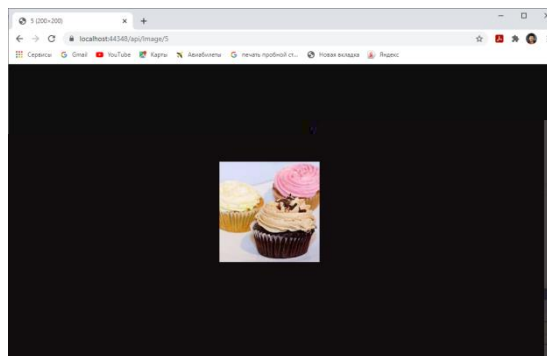 5 (200×200)
localhost:44348/api/Image/5
Сервисы Gmail YouTube Карты Авиабилеты печать пробной ст... Новая вкладка Яндекс